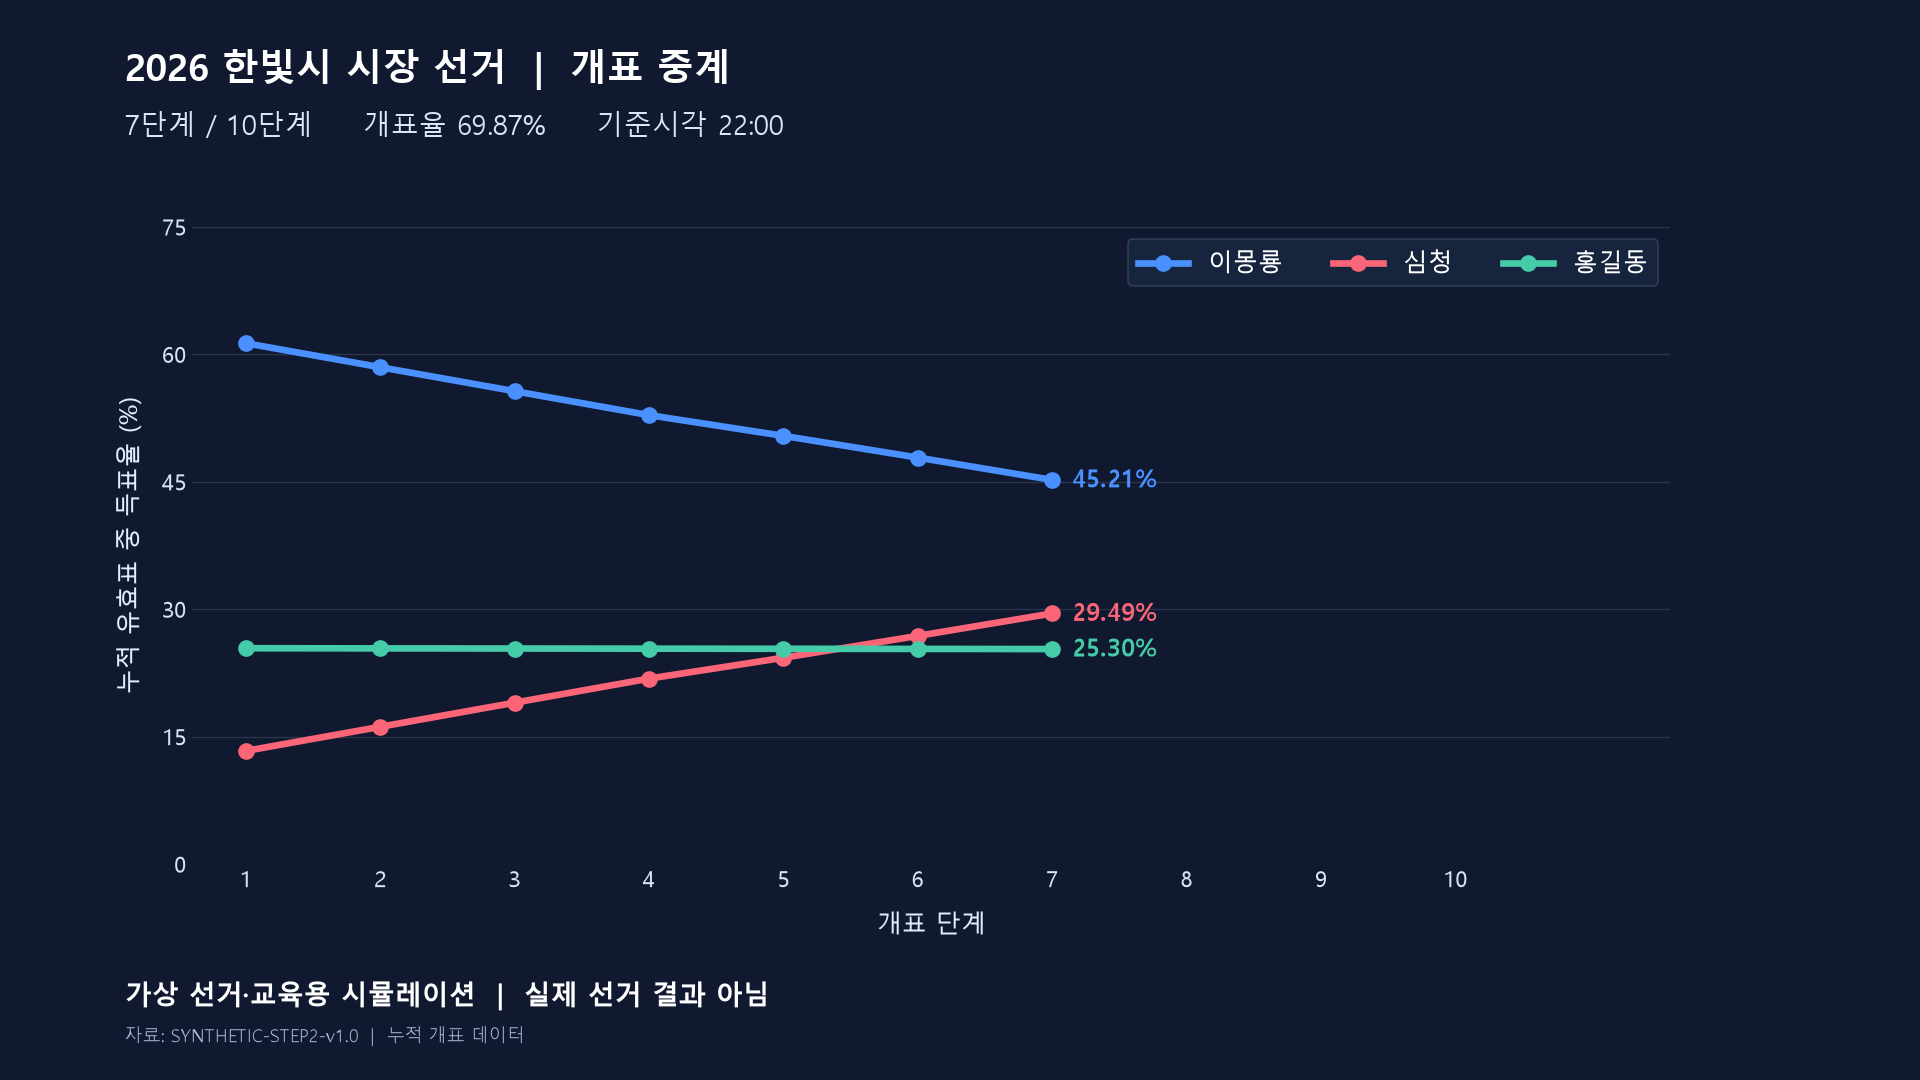 2026 한빛시 시장 선거 | 개표 중계
7단계 / 10단계 개표율 69.87% 기준시각 22:00
75
이몽룡 심청 홍길동
60
45
30
15
0
누적 유효표 중 득표율 (%)
45.21%
29.49%
25.30%
1 2 3 4 5 6 7 8 9 10
개표 단계
가상 선거·교육용 시뮬레이션 | 실제 선거 결과 아님
자료: SYNTHETIC-STEP2-v1.0 | 누적 개표 데이터